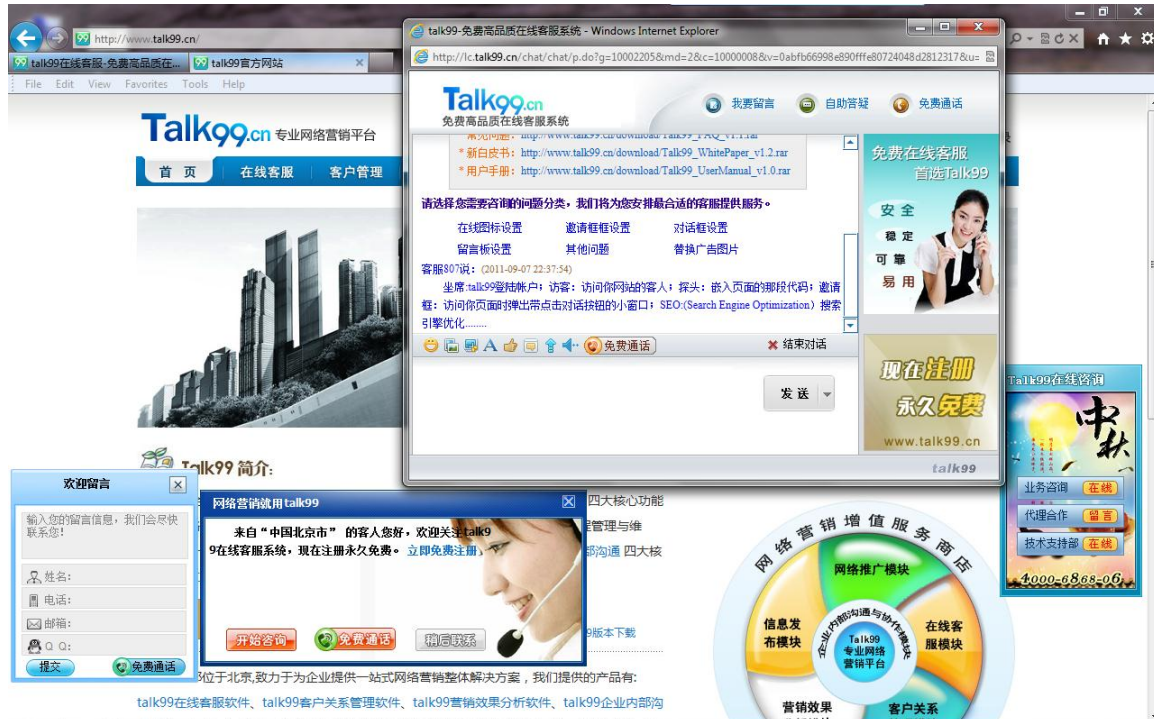 talk99-免费高品质在线客服系统 - Windows Internet Explorer
http://www.talk99.cn/
http://lc.talk99.cn/chat/chat/p.do?g=10002205&md=2&c=10000008&v=0abfb66998e890fffe80724048d2812317&u=
talk99在线客服-免费高品质在...
talk99官方网站
File Edit View Favorites Tools Help
Talk99.cn 专业网络营销平台
首 页 在线客服 客户管理
Talk99.cn
免费高品质在线客服系统
我要留言 自助答疑 免费通话
* 新白皮书：http://www.talk99.cn/download/Talk99_WhitePaper_v1.2.rar
* 用户手册：http://www.talk99.cn/download/Talk99_UserManual_v1.0.rar
请选择您需要咨询的问题分类，我们将为您安排最合适的客服提供服务。
在线图标设置 邀请框框设置 对话框设置
留言板设置 其他问题 替换广告图片
客服807说：(2011-09-07 22:37:54)
坐席:talk99登陆帐户；访客：访问你网站的客人；探头：嵌入页面的那段代码；邀请
框：访问你页面时弹出带点击对话按钮的小窗口；SEO:(Search Engine Optimization）搜索
引擎优化........
免费通话
结束对话
发 送
免费在线客服
首选Talk99
安 全
稳 定
可 靠
易 用
现在注册
永久免费
www.talk99.cn
talk99
Talk99在线咨询
中秋
业务咨询 在线
代理合作 留言
技术支持部 在线
4000-6868-06
Talk99 简介:
四大核心功能
程管理与维
部沟通 四大核
9版本下载
部位于北京,致力于为企业提供一站式网络营销整体解决方案，我们提供的产品有:
talk99在线客服软件、talk99客户关系管理软件、talk99营销效果分析软件、talk99企业内部沟
欢迎留言
输入您的留言信息，我们会尽快
联系您!
姓名:
电话:
邮箱:
Q Q:
提交 免费通话
网络营销就用talk99
来自“中国北京市” 的客人您好，欢迎关注talk9
9在线客服系统，现在注册永久免费。 立即免费注册
开始咨询 免费通话 稍后联系
网络营销增值服务商店
网络推广模块
信息发
布模块
在线客
服模块
企业内部沟通与协作模块
Talk99
专业网络
营销平台
营销效果
客户关系